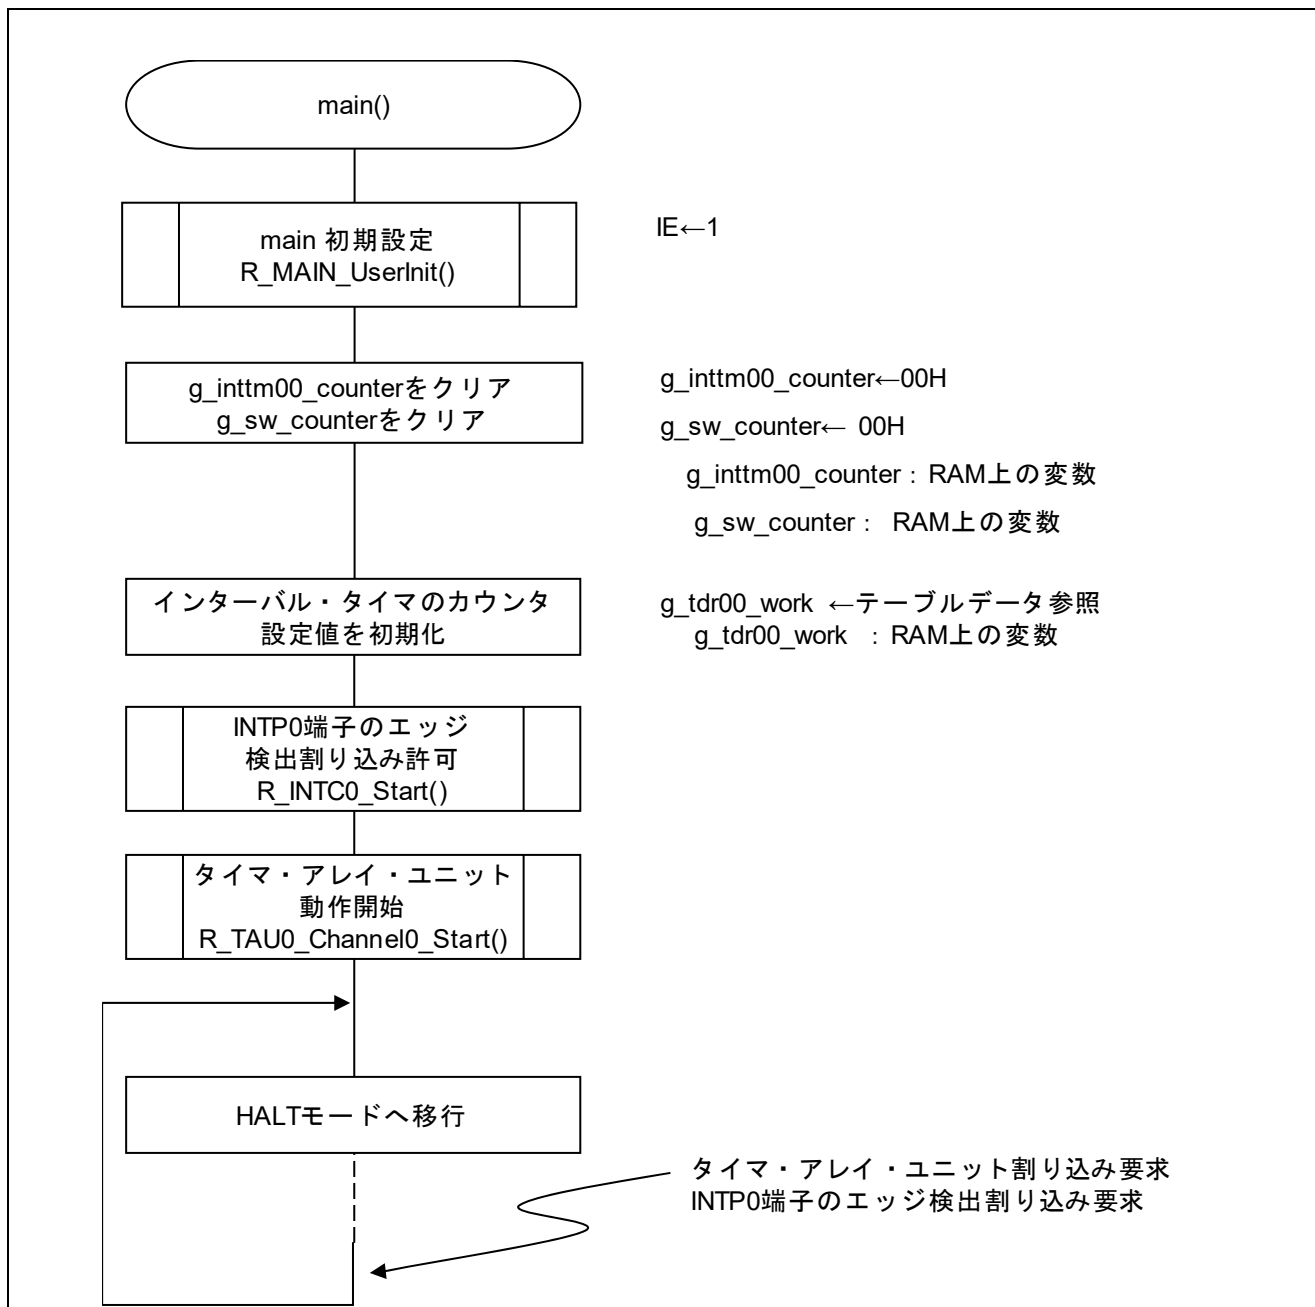 main()
main 初期設定
R_MAIN_UserInit()
IE←1
g_inttm00_counterをクリア
g_sw_counterをクリア
g_inttm00_counter←00H
g_sw_counter← 00H
g_inttm00_counter : RAM上の変数
g_sw_counter : RAM上の変数
インターバル・タイマのカウンタ
設定値を初期化
g_tdr00_work ←テーブルデータ参照
g_tdr00_work : RAM上の変数
INTP0端子のエッジ
検出割り込み許可
R_INTC0_Start()
タイマ・アレイ・ユニット
動作開始
R_TAU0_Channel0_Start()
HALTモードへ移行
タイマ・アレイ・ユニット割り込み要求
INTP0端子のエッジ検出割り込み要求